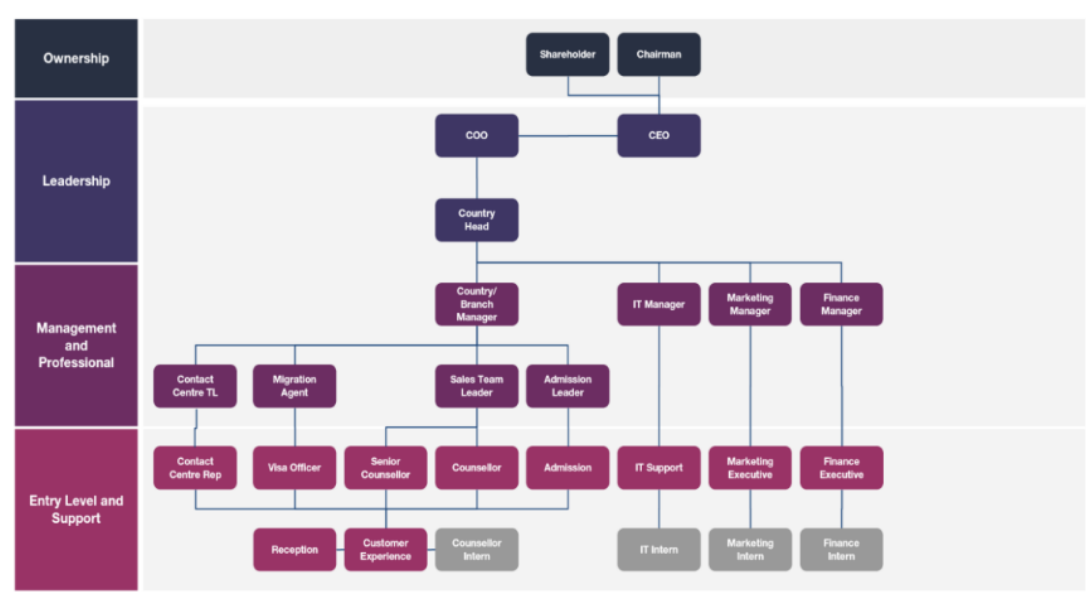 Ownership
Shareholder
Chairman
Leadership
COO
CEO
Country
Head
Management
and
Professional
Country/
Branch
Manager
IT Manager
Marketing
Manager
Finance
Manager
Contact
Centre TL
Migration
Agent
Sales Team
Leader
Admission
Leader
Entry Level and
Support
Contact
Centre Rep
Visa Officer
Senior
Counsellor
Counsellor
Admission
IT Support
Marketing
Executive
Finance
Executive
Reception
Customer
Experience
Counsellor
Intern
IT Intern
Marketing
Intern
Finance
Intern